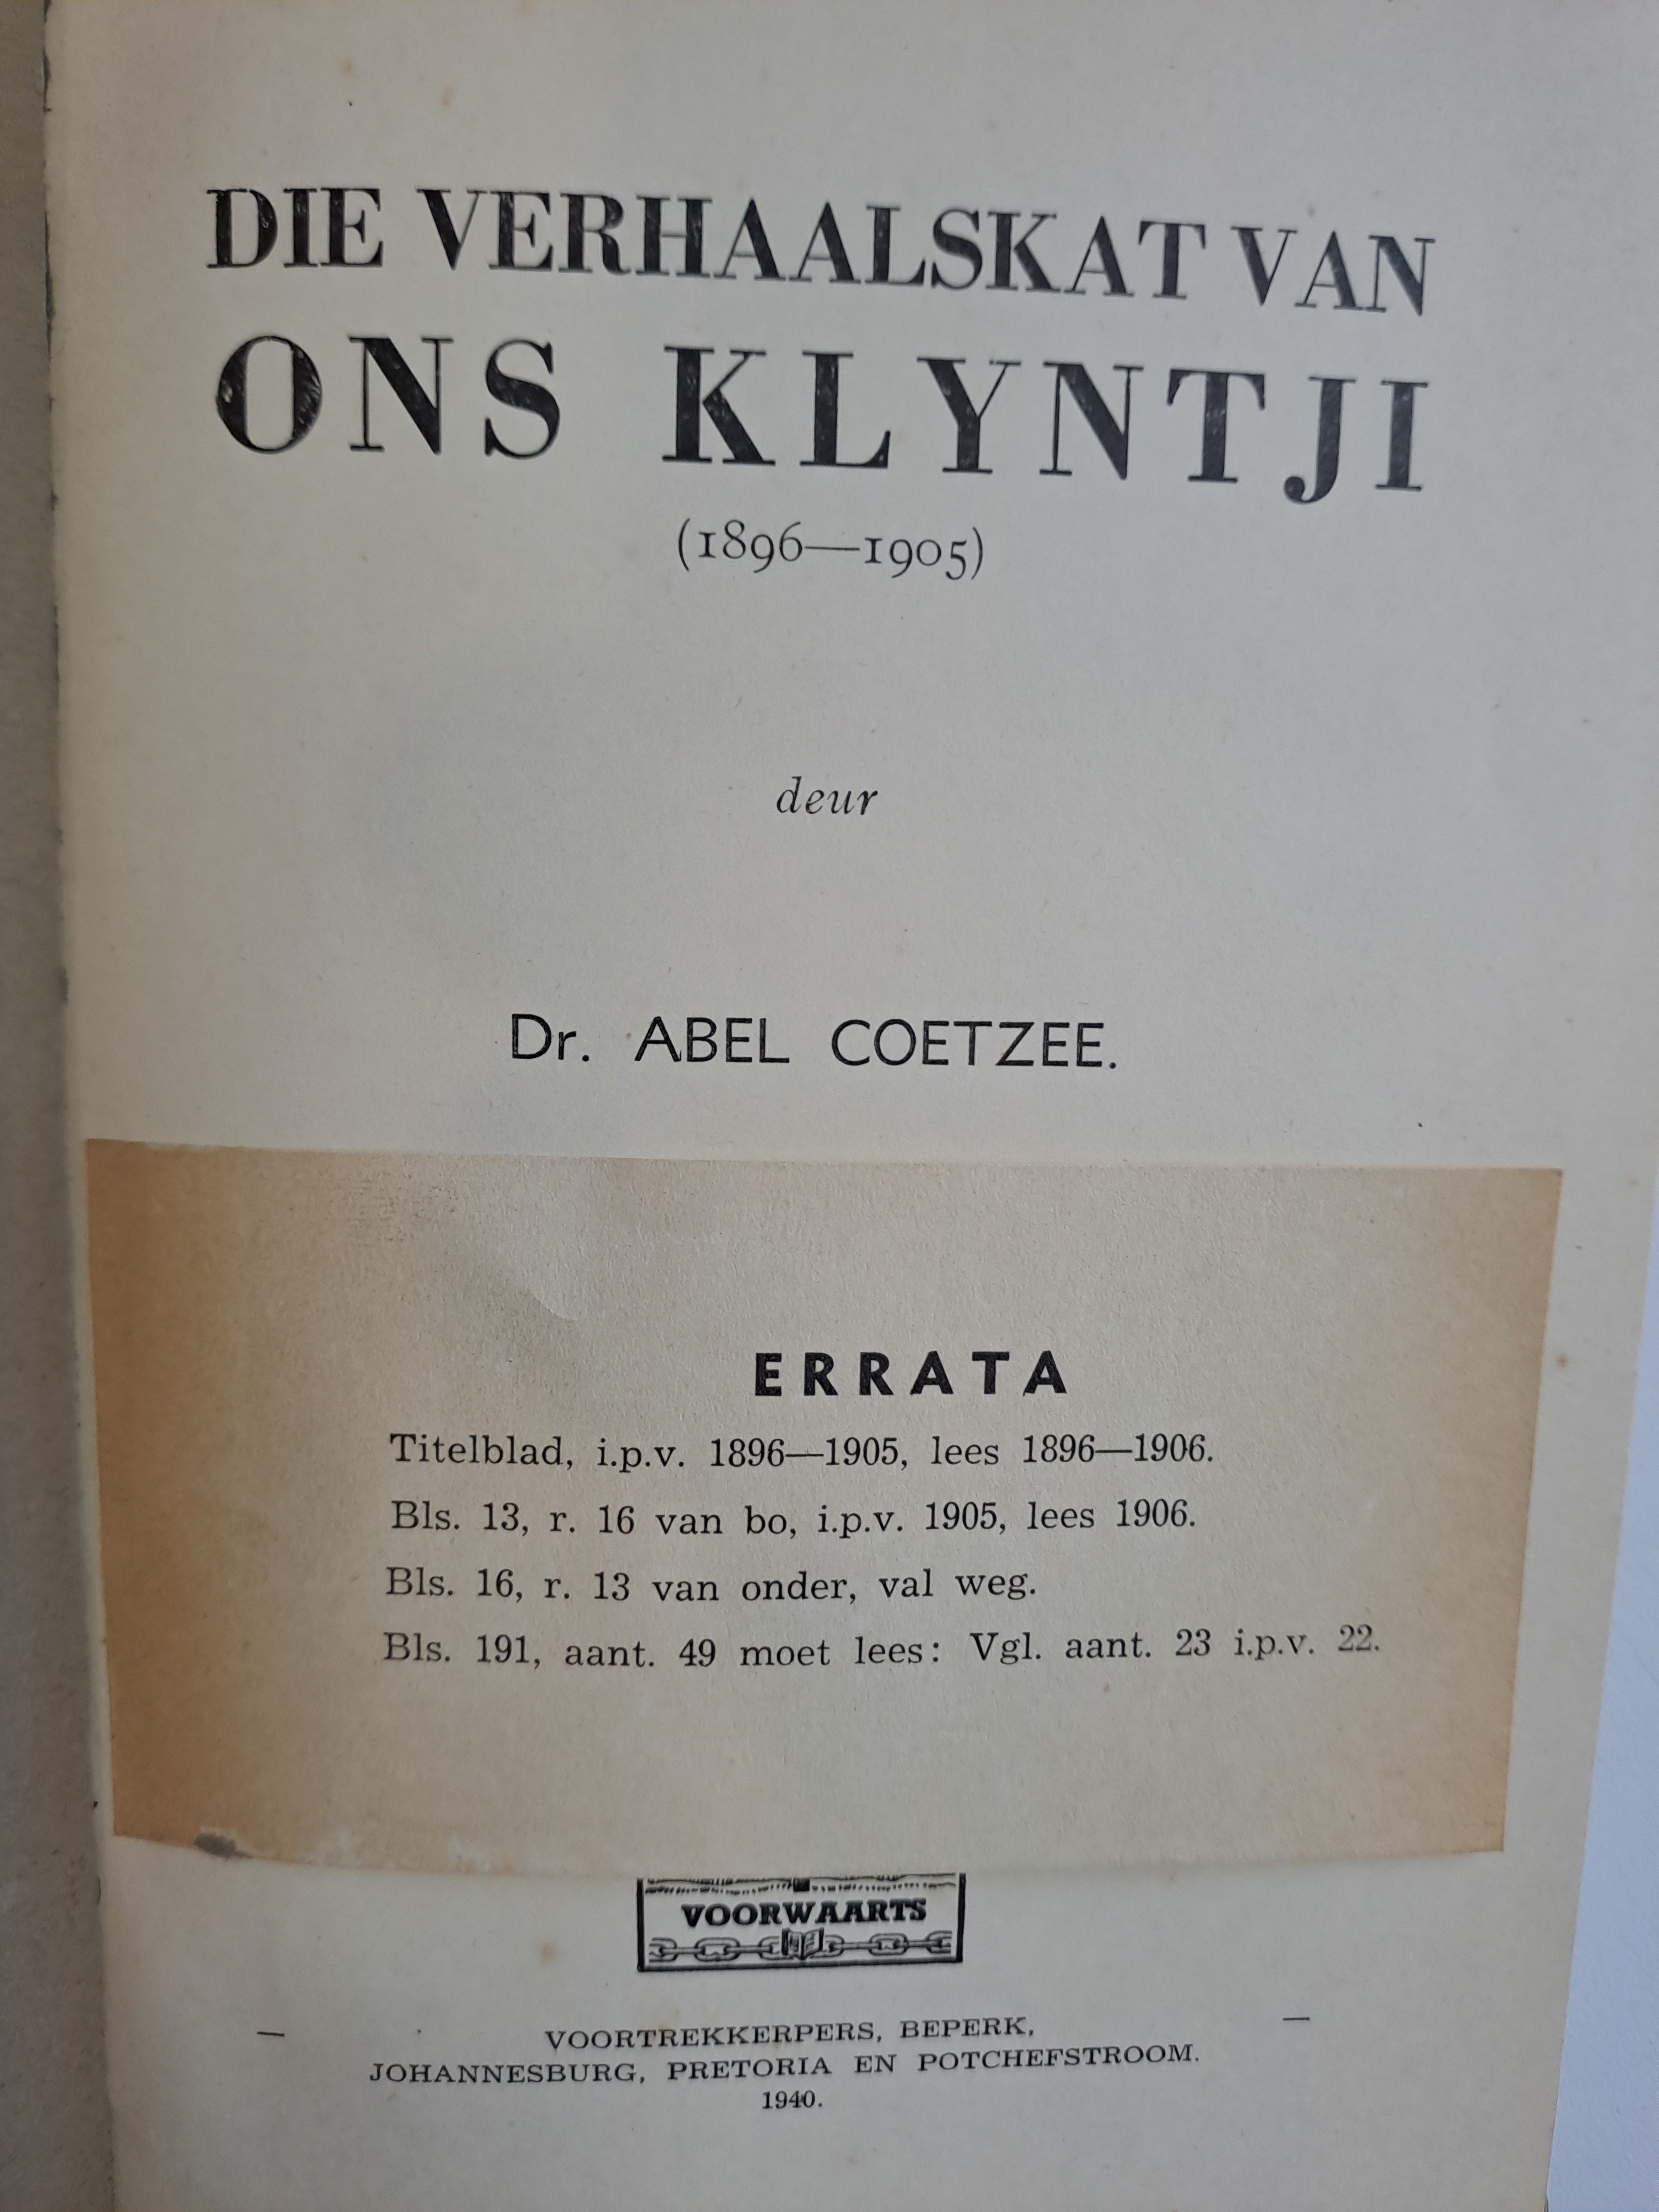 DIE VERHAALSKAT VAN
ONS KLYNTJI
(1896—1905)
deur
Dr. ABEL COETZEE.
ERRATA
Titelblad, i.p.v. 1896—1905, lees 1896—1906.
Bls. 13, r. 16 van bo, i.p.v. 1905, lees 1906.
Bls. 16, r. 13 van onder, val weg.
Bls. 191, aant. 49 moet lees: Vgl. aant. 23 i.p.v. 22.
VOORWAARTS
VOORTREKKERPERS, BEPERK,
JOHANNESBURG, PRETORIA EN POTCHEFSTROOM.
1940.